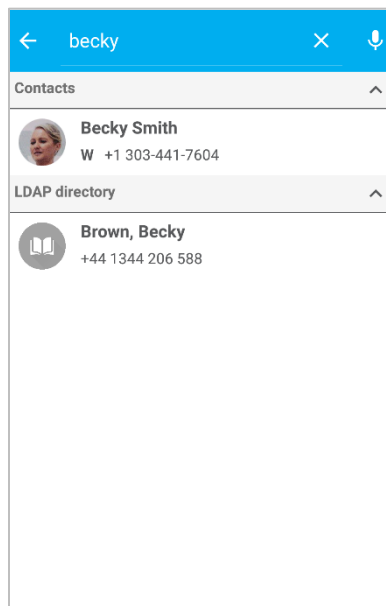 becky
Contacts
Becky Smith
W +1 303-441-7604
LDAP directory
Brown, Becky
+44 1344 206 588